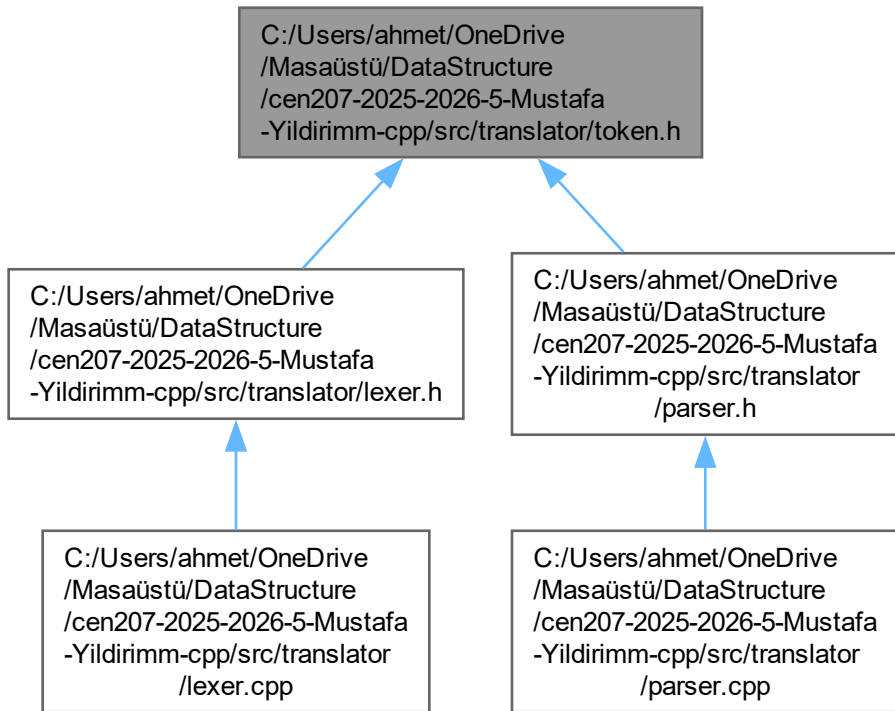 C:/Users/ahmet/OneDrive
/Masaüstü/DataStructure
/cen207-2025-2026-5-Mustafa
-Yildirimm-cpp/src/translator/token.h
C:/Users/ahmet/OneDrive
/Masaüstü/DataStructure
/cen207-2025-2026-5-Mustafa
-Yildirimm-cpp/src/translator/lexer.h
C:/Users/ahmet/OneDrive
/Masaüstü/DataStructure
/cen207-2025-2026-5-Mustafa
-Yildirimm-cpp/src/translator
/parser.h
C:/Users/ahmet/OneDrive
/Masaüstü/DataStructure
/cen207-2025-2026-5-Mustafa
-Yildirimm-cpp/src/translator
/lexer.cpp
C:/Users/ahmet/OneDrive
/Masaüstü/DataStructure
/cen207-2025-2026-5-Mustafa
-Yildirimm-cpp/src/translator
/parser.cpp